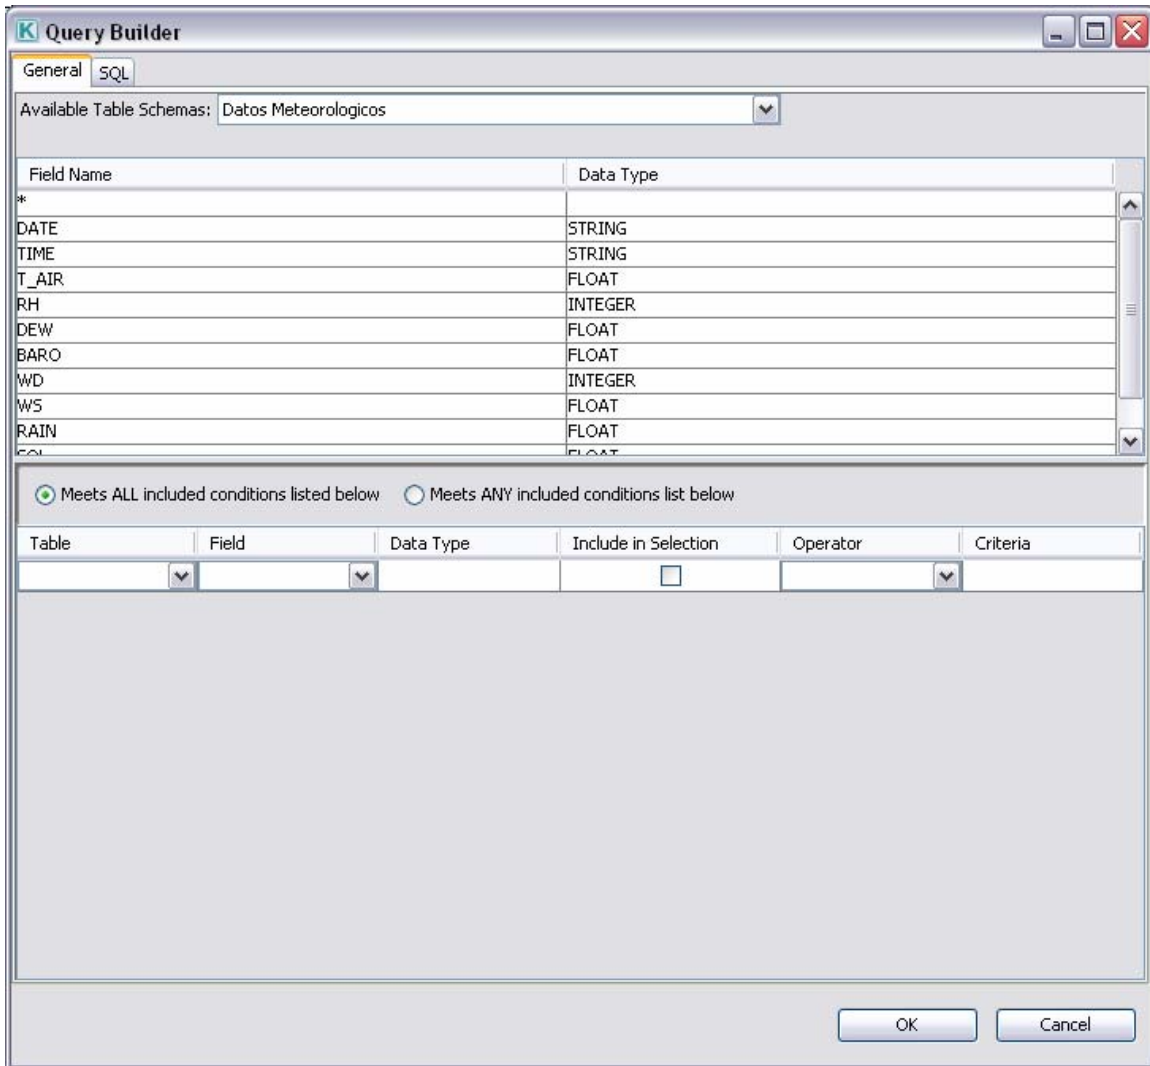 K Query Builder
General SQL
Available Table Schemas: Datos Meteorologicos
Field Name Data Type
*
DATE STRING
TIME STRING
T_AIR FLOAT
RH INTEGER
DEW FLOAT
BARO FLOAT
WD INTEGER
WS FLOAT
RAIN FLOAT
FLOAT
Meets ALL included conditions listed below Meets ANY included conditions list below
Table Field Data Type Include in Selection Operator Criteria
OK Cancel